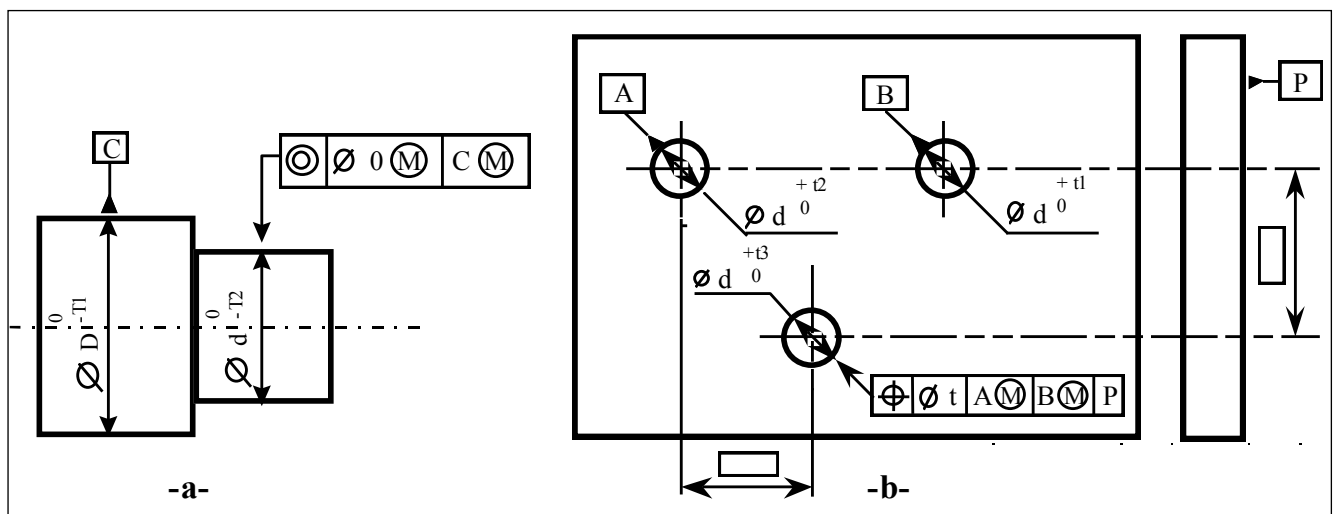 C
◎ Ø 0 Ⓜ C Ⓜ
Ø D 0 -T1
Ø d 0 -T2
-a-
A
B
P
Ø d + t2 0
Ø d + t1 0
Ø d +t3 0
⌖ Ø t A Ⓜ B Ⓜ P
-b-